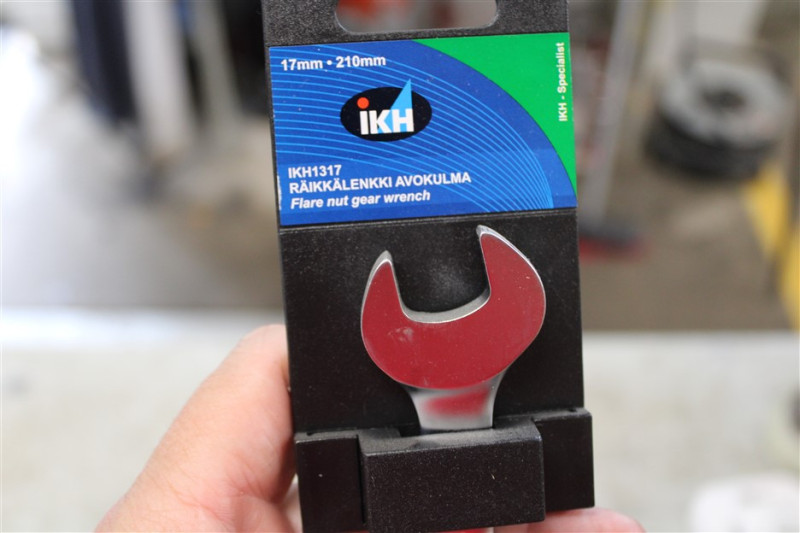 17mm • 210mm
IKH
IKH - Specialist
IKH1317
RÄIKKÄLENKKI AVOKULMA
Flare nut gear wrench